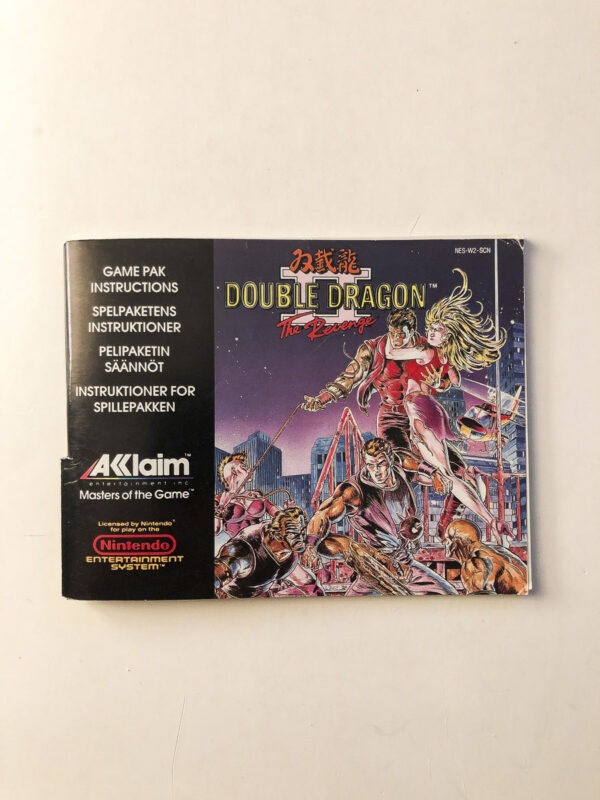 GAME PAK
INSTRUCTIONS
SPELPAKETENS
INSTRUKTIONER
PELIPAKETIN
SÄÄNNÖT
INSTRUKTIONER FOR
SPILLEPAKKEN
AKlaim™
entertainment inc.
Masters of the Game™
Licensed by Nintendo®
for play on the
Nintendo
ENTERTAINMENT
SYSTEM™
NES-W2-SCN
双截龍
II
DOUBLE DRAGON™
The Revenge